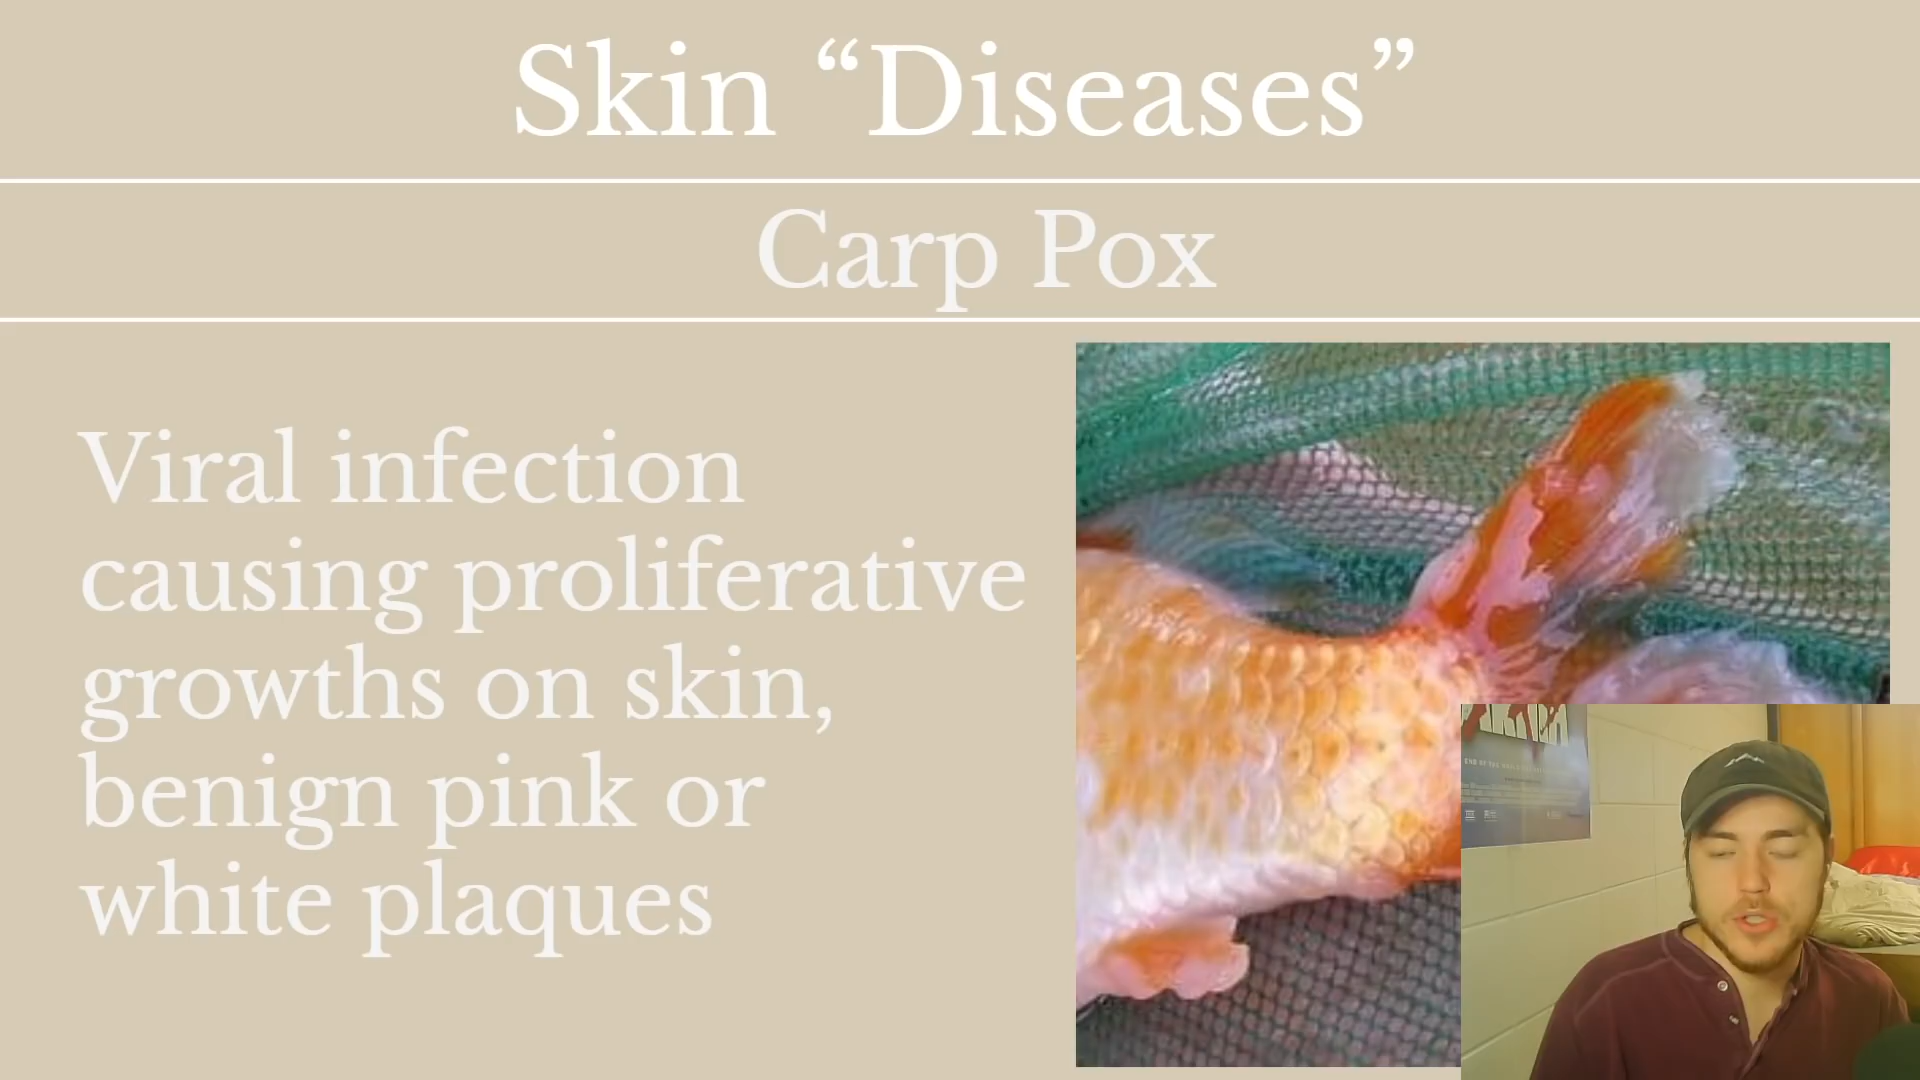 Skin “Diseases”
Carp Pox
Viral infection
causing proliferative
growths on skin,
benign pink or
white plaques